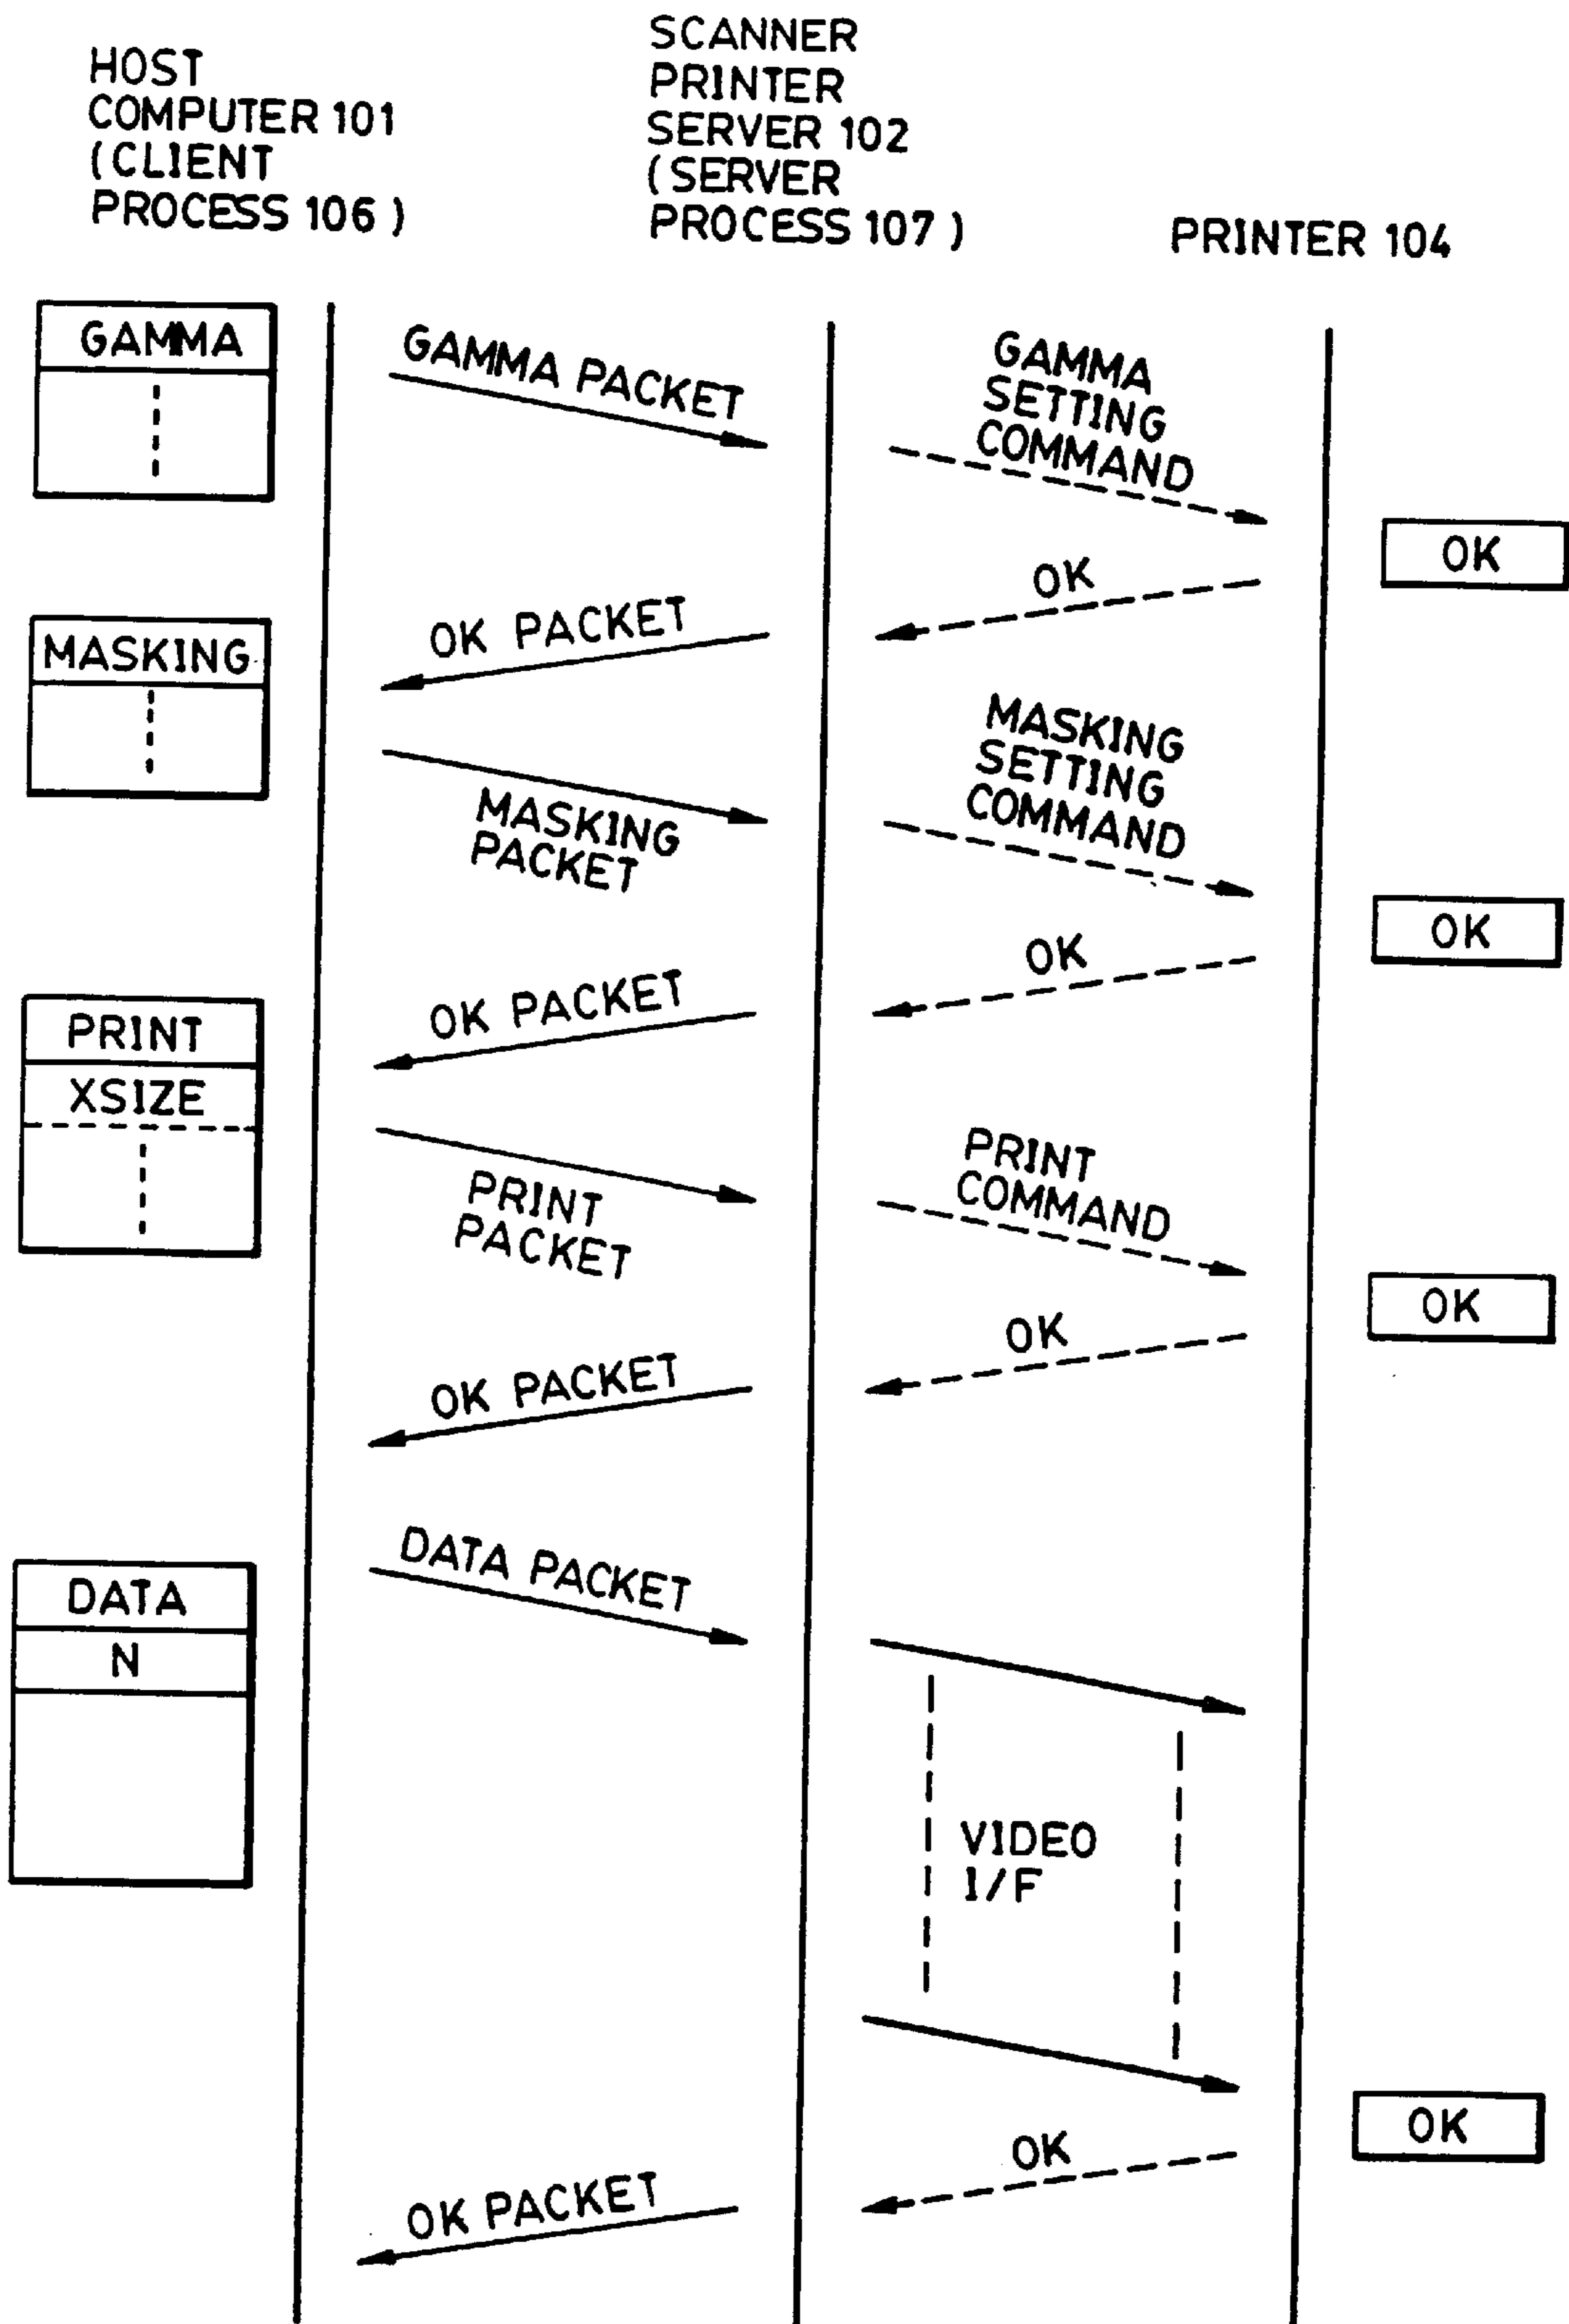 HOST
COMPUTER 101
(CLIENT
PROCESS 106)
SCANNER
PRINTER
SERVER 102
(SERVER
PROCESS 107)
PRINTER 104
GAMMA
GAMMA PACKET
GAMMA
SETTING
COMMAND
OK
OK
OK PACKET
MASKING
MASKING
PACKET
MASKING
SETTING
COMMAND
OK
OK
OK PACKET
PRINT
XSIZE
PRINT
PACKET
PRINT
COMMAND
OK
OK
OK PACKET
DATA
N
DATA PACKET
VIDEO
I/F
OK
OK
OK PACKET